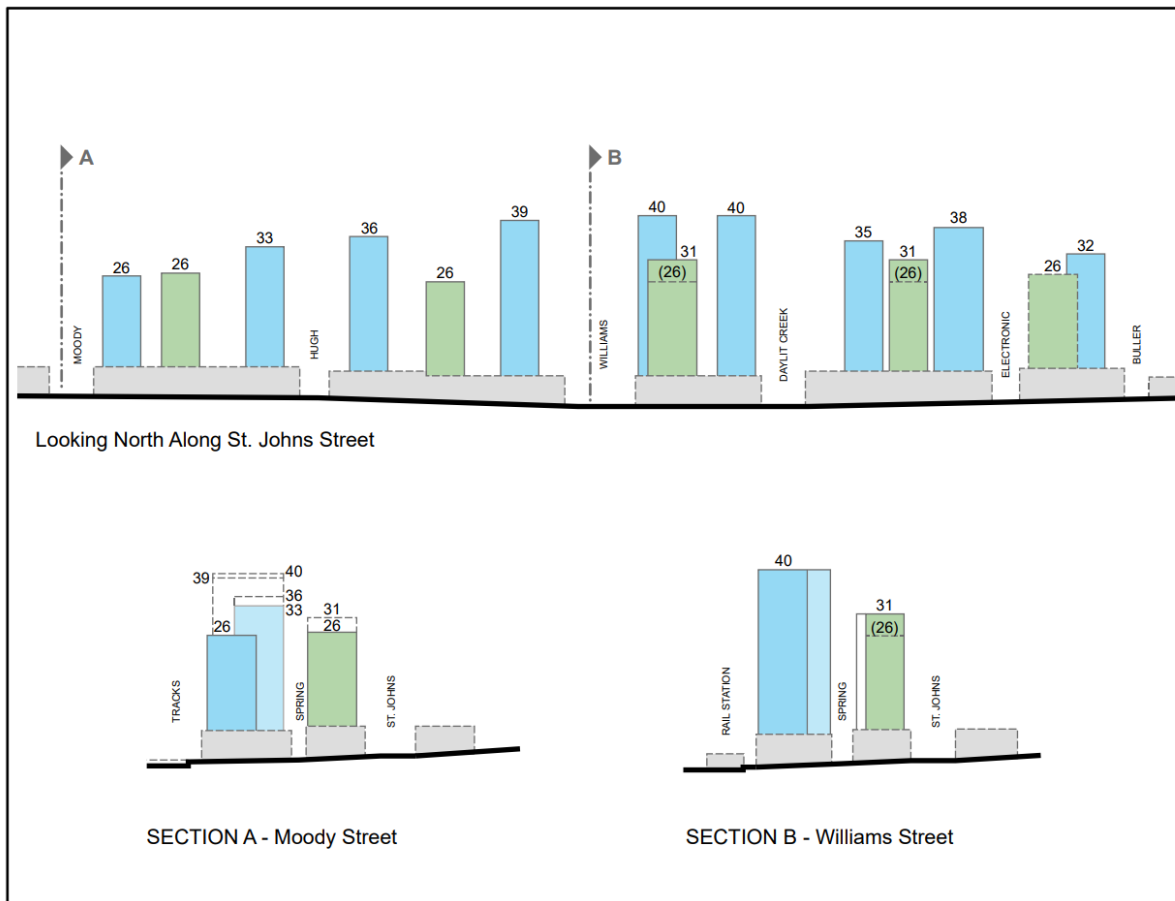 A
B
26
26
33
36
26
39
40
31
(26)
40
35
31
(26)
38
26
32
MOODY
HUGH
WILLIAMS
DAYLIT CREEK
ELECTRONIC
BULLER
Looking North Along St. Johns Street
39
40
36
33
26
31
26
TRACKS
SPRING
ST. JOHNS
SECTION A - Moody Street
40
31
(26)
RAIL STATION
SPRING
ST. JOHNS
SECTION B - Williams Street